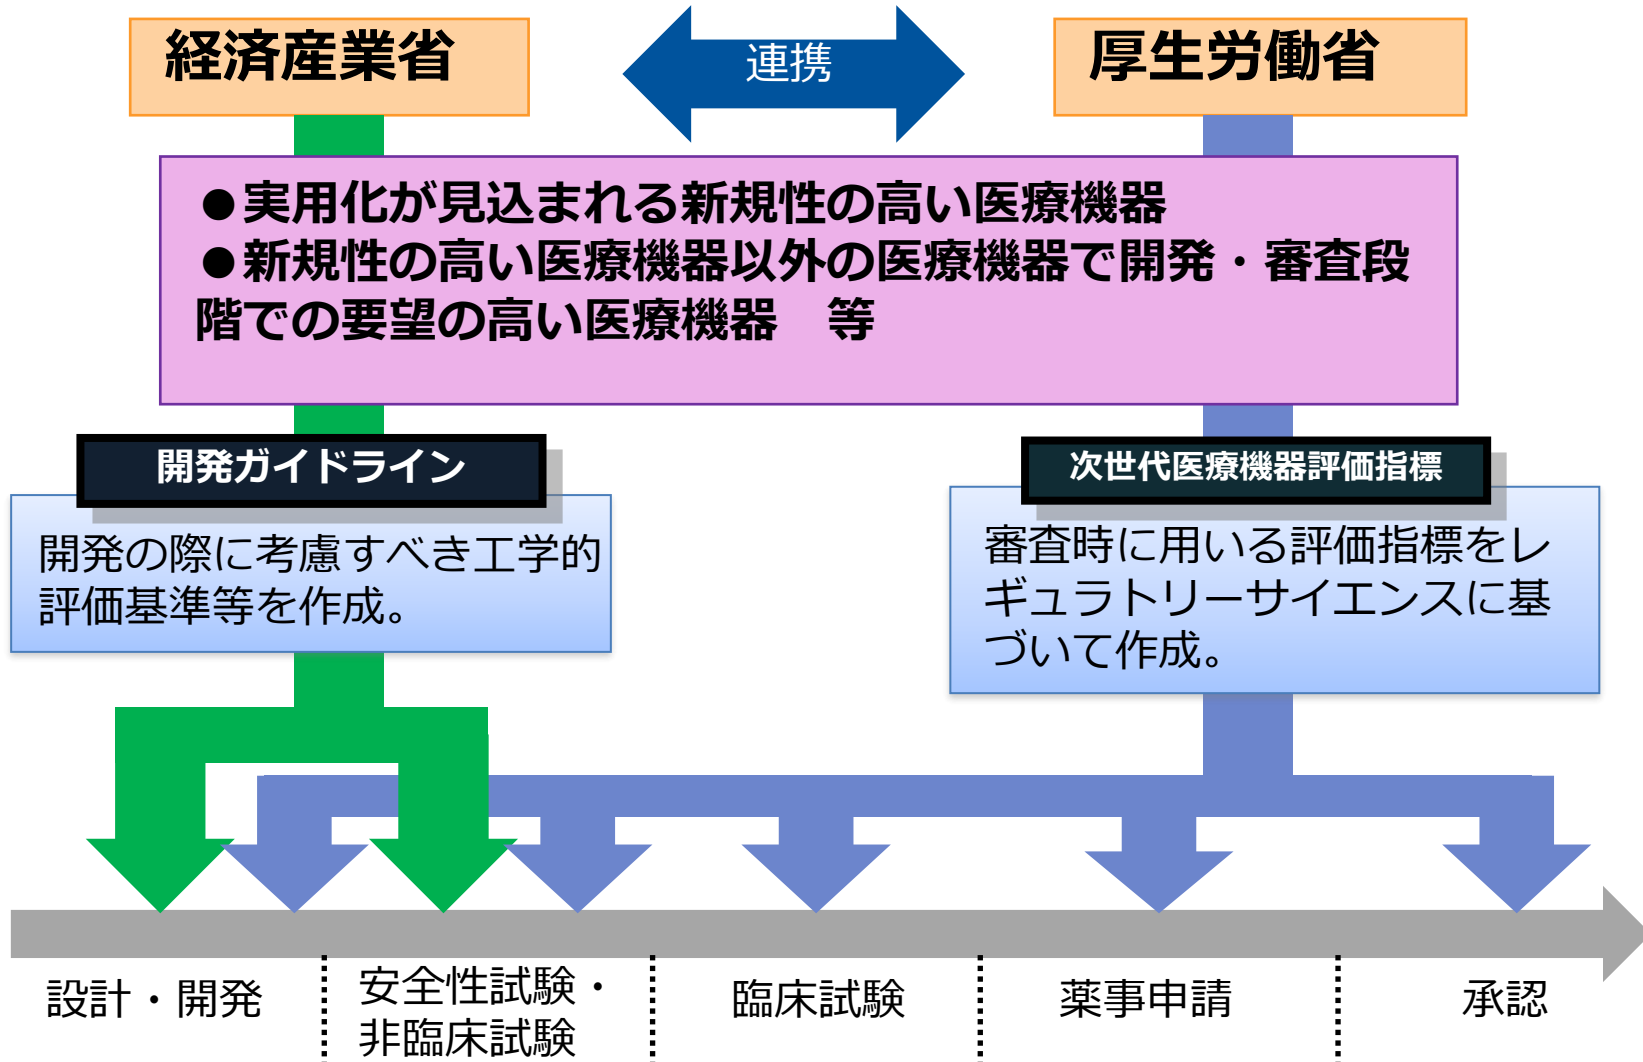 経済産業省
連携
厚生労働省
●実用化が見込まれる新規性の高い医療機器
●新規性の高い医療機器以外の医療機器で開発・審査段
階での要望の高い医療機器　等
開発ガイドライン
開発の際に考慮すべき工学的
評価基準等を作成。
次世代医療機器評価指標
審査時に用いる評価指標をレ
ギュラトリーサイエンスに基
づいて作成。
設計・開発
安全性試験・
非臨床試験
臨床試験
薬事申請
承認